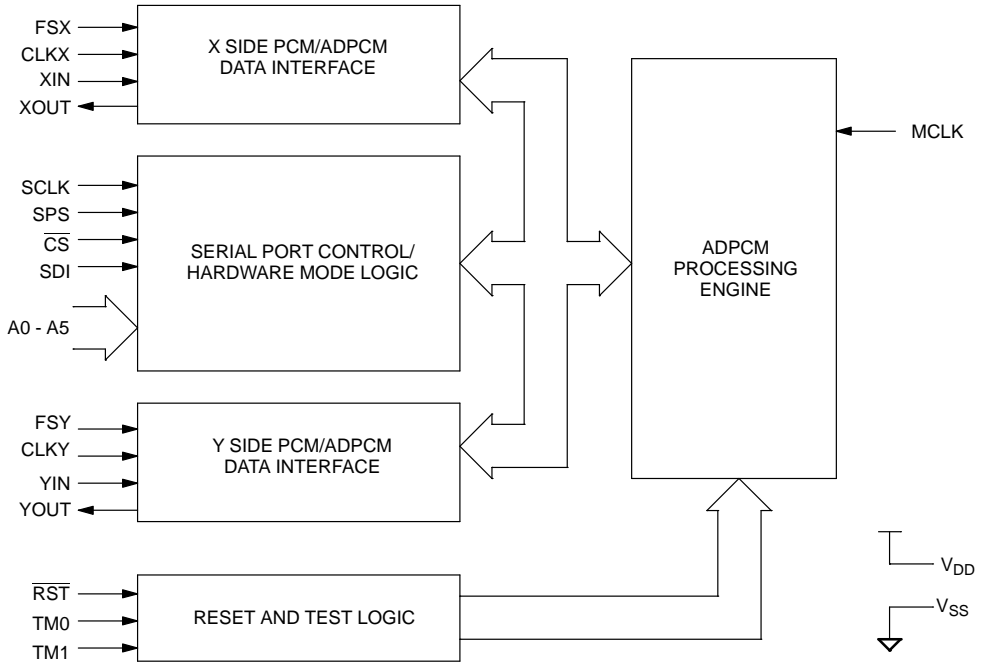 FSX
CLKX
XIN
XOUT
X SIDE PCM/ADPCM
DATA INTERFACE
SCLK
SPS
CS
SDI
A0 - A5
SERIAL PORT CONTROL/
HARDWARE MODE LOGIC
FSY
CLKY
YIN
YOUT
Y SIDE PCM/ADPCM
DATA INTERFACE
RST
TM0
TM1
RESET AND TEST LOGIC
ADPCM
PROCESSING
ENGINE
MCLK
VDD
VSS